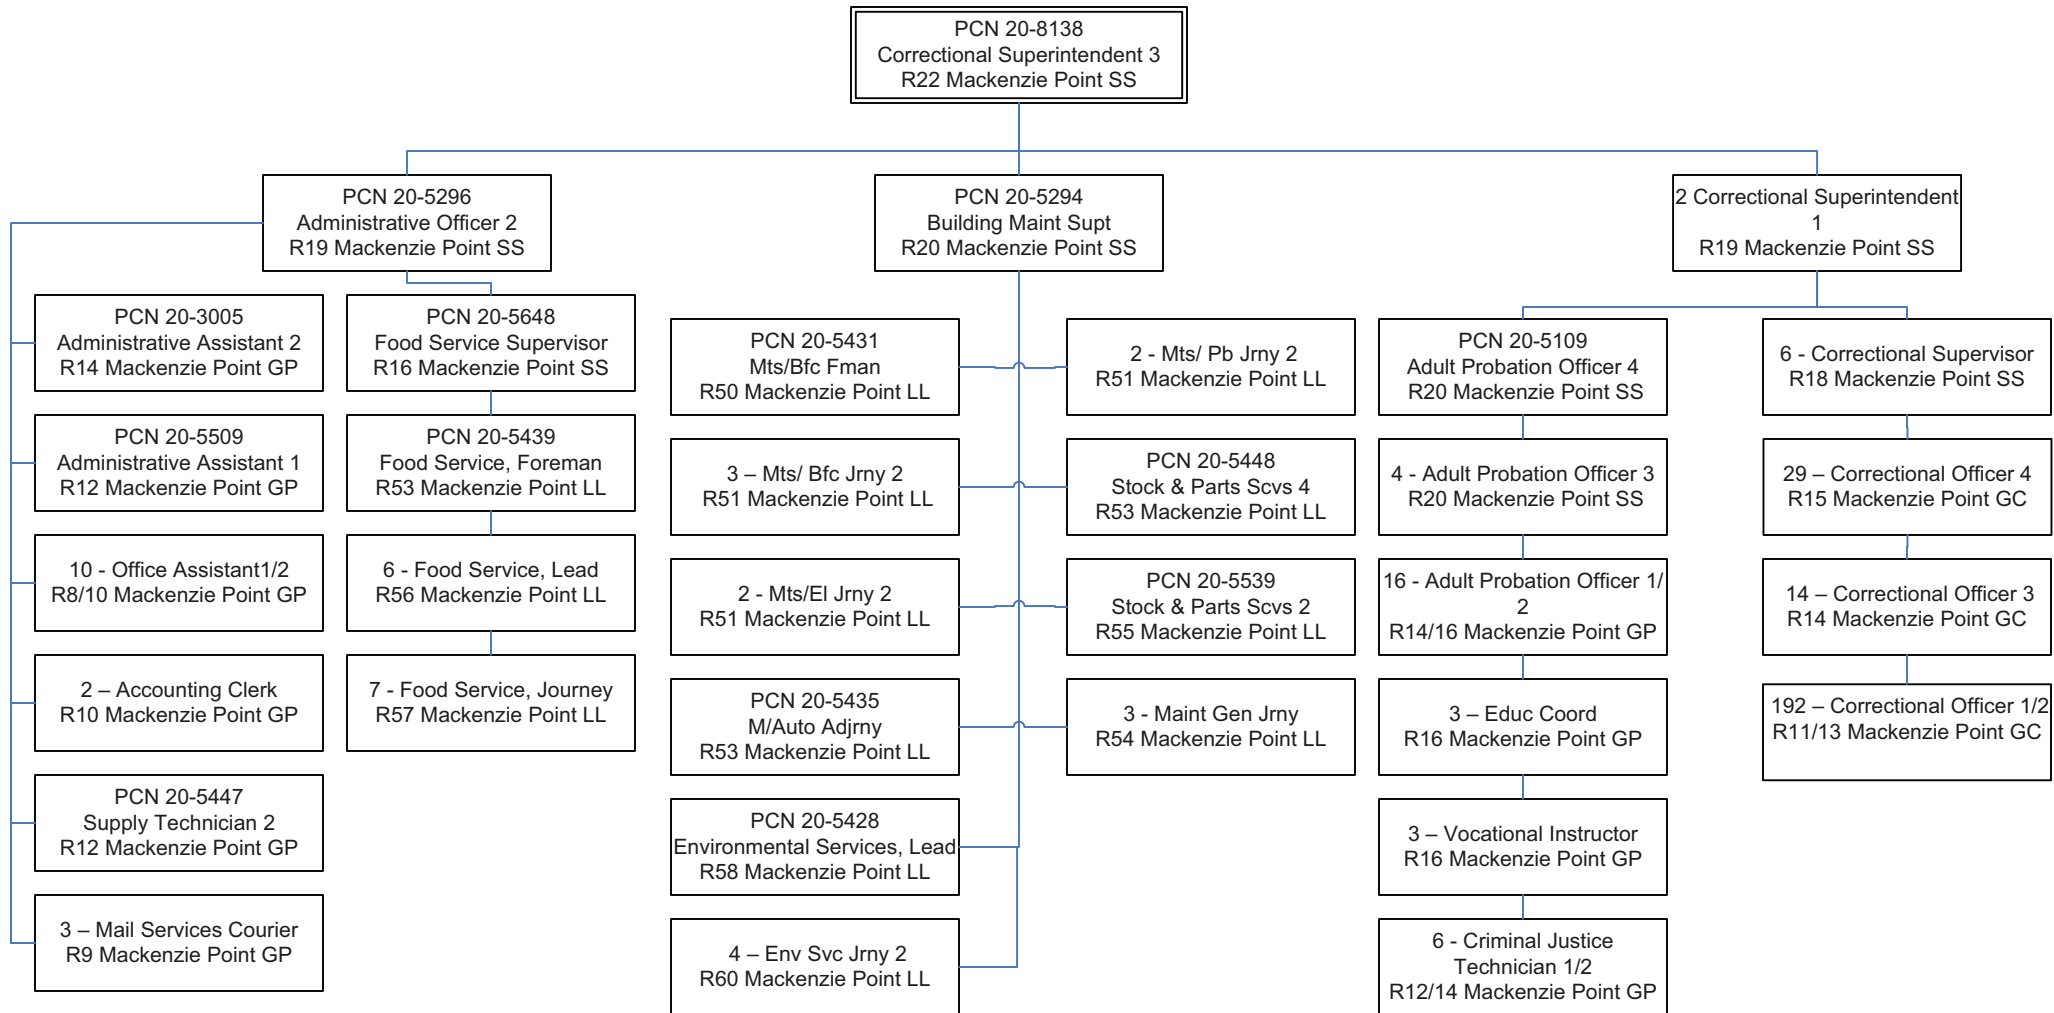 PCN 20-8138
Correctional Superintendent 3
R22 Mackenzie Point SS
PCN 20-5296
Administrative Officer 2
R19 Mackenzie Point SS
PCN 20-5294
Building Maint Supt
R20 Mackenzie Point SS
2 Correctional Superintendent
1
R19 Mackenzie Point SS
PCN 20-3005
Administrative Assistant 2
R14 Mackenzie Point GP
PCN 20-5509
Administrative Assistant 1
R12 Mackenzie Point GP
10 - Office Assistant1/2
R8/10 Mackenzie Point GP
2 – Accounting Clerk
R10 Mackenzie Point GP
PCN 20-5447
Supply Technician 2
R12 Mackenzie Point GP
3 – Mail Services Courier
R9 Mackenzie Point GP
PCN 20-5648
Food Service Supervisor
R16 Mackenzie Point SS
PCN 20-5439
Food Service, Foreman
R53 Mackenzie Point LL
6 - Food Service, Lead
R56 Mackenzie Point LL
7 - Food Service, Journey
R57 Mackenzie Point LL
PCN 20-5431
Mts/Bfc Fman
R50 Mackenzie Point LL
3 – Mts/ Bfc Jrny 2
R51 Mackenzie Point LL
2 - Mts/El Jrny 2
R51 Mackenzie Point LL
PCN 20-5435
M/Auto Adjrny
R53 Mackenzie Point LL
PCN 20-5428
Environmental Services, Lead
R58 Mackenzie Point LL
4 – Env Svc Jrny 2
R60 Mackenzie Point LL
2 - Mts/ Pb Jrny 2
R51 Mackenzie Point LL
PCN 20-5448
Stock & Parts Scvs 4
R53 Mackenzie Point LL
PCN 20-5539
Stock & Parts Scvs 2
R55 Mackenzie Point LL
3 - Maint Gen Jrny
R54 Mackenzie Point LL
PCN 20-5109
Adult Probation Officer 4
R20 Mackenzie Point SS
4 - Adult Probation Officer 3
R20 Mackenzie Point SS
16 - Adult Probation Officer 1/
2
R14/16 Mackenzie Point GP
3 – Educ Coord
R16 Mackenzie Point GP
3 – Vocational Instructor
R16 Mackenzie Point GP
6 - Criminal Justice
Technician 1/2
R12/14 Mackenzie Point GP
6 - Correctional Supervisor
R18 Mackenzie Point SS
29 – Correctional Officer 4
R15 Mackenzie Point GC
14 – Correctional Officer 3
R14 Mackenzie Point GC
192 – Correctional Officer 1/2
R11/13 Mackenzie Point GC